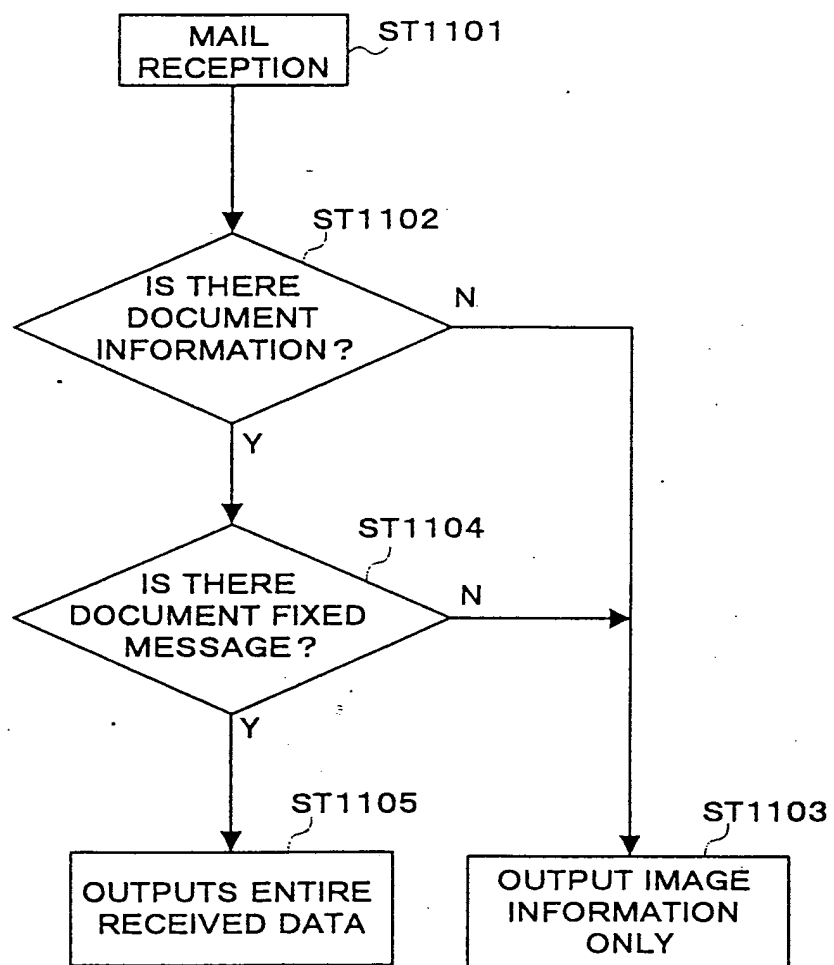 MAIL
RECEPTION
ST1101
ST1102
IS THERE
DOCUMENT
INFORMATION?
N
Y
ST1104
IS THERE
DOCUMENT FIXED
MESSAGE?
N
Y
ST1105
OUTPUTS ENTIRE
RECEIVED DATA
ST1103
OUTPUT IMAGE
INFORMATION
ONLY